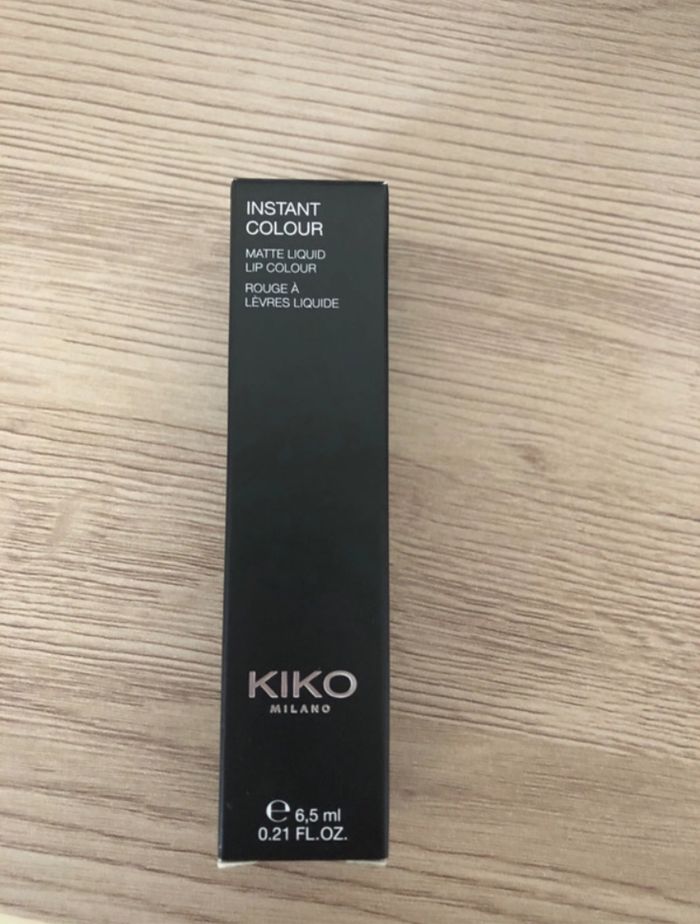 INSTANT
COLOUR
MATTE LIQUID
LIP COLOUR
ROUGE À
LÈVRES LIQUIDE
KIKO
MILANO
℮ 6,5 ml
0.21 FL.OZ.